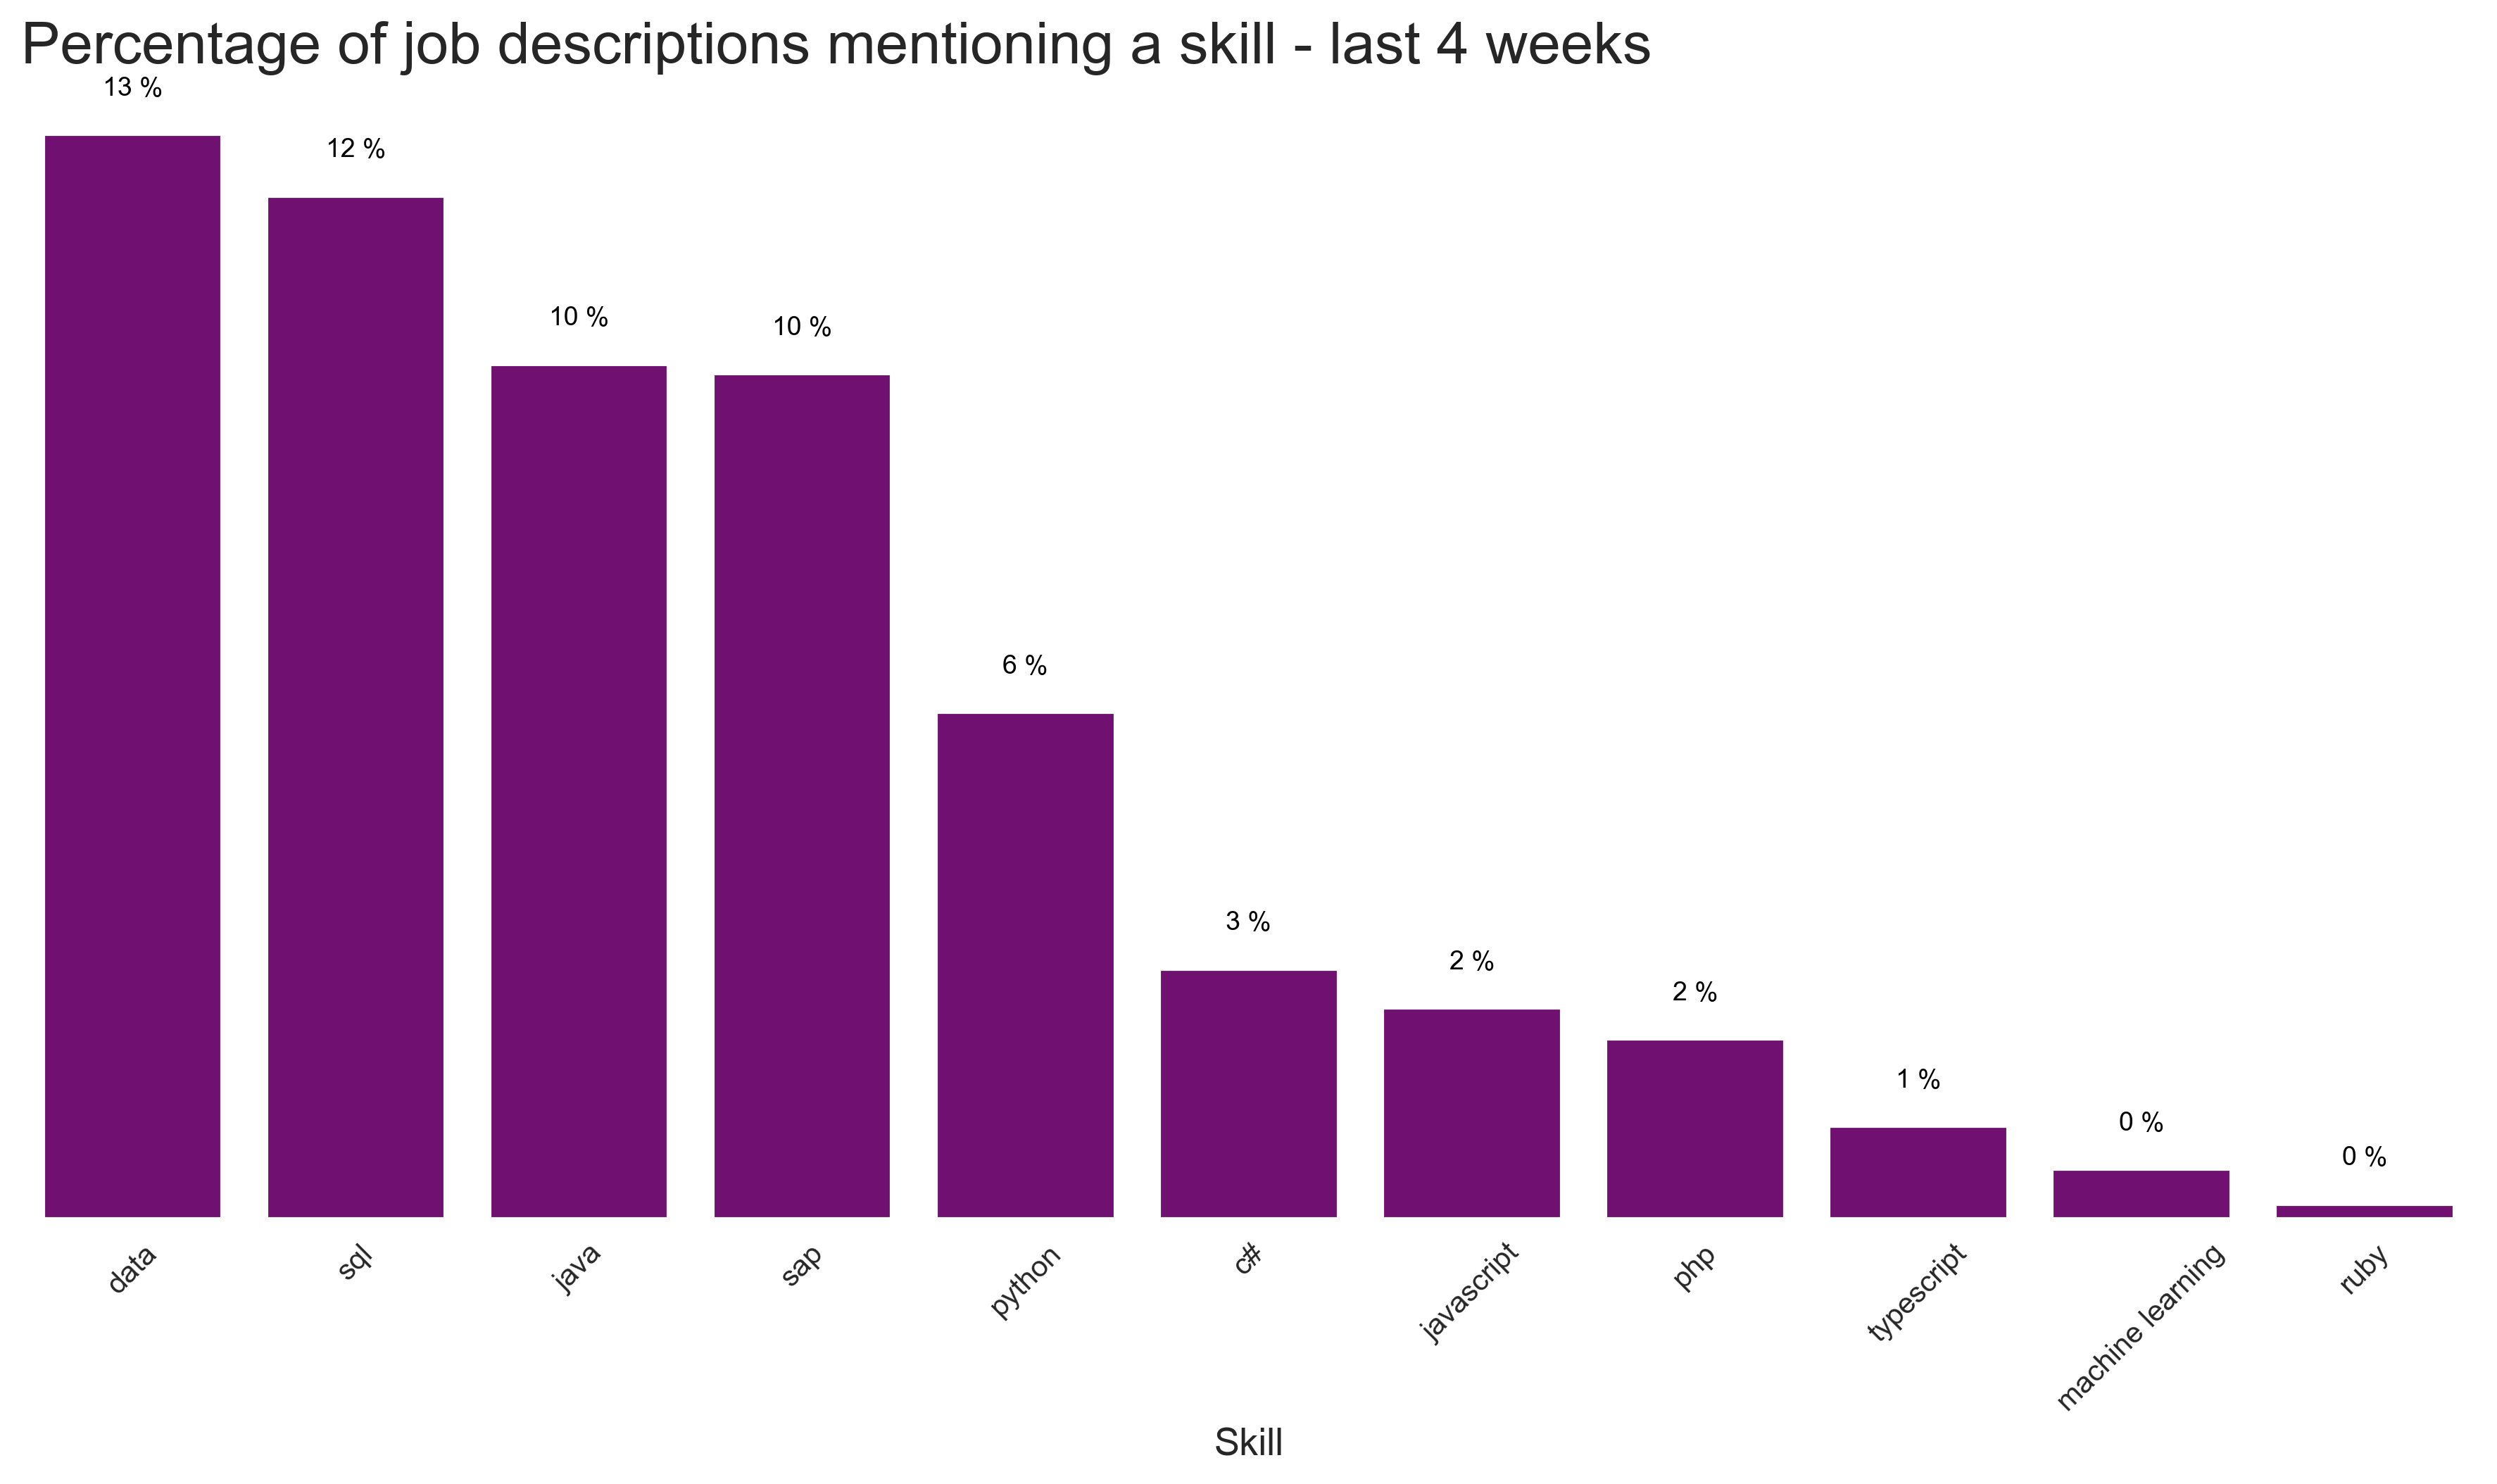 Percentage of job descriptions mentioning a skill - last 4 weeks
13 %
12 %
10 %
10 %
6 %
3 %
2 %
2 %
1 %
0 %
0 %
data
sql
java
sap
python
c#
javascript
php
typescript
machine learning
ruby
Skill